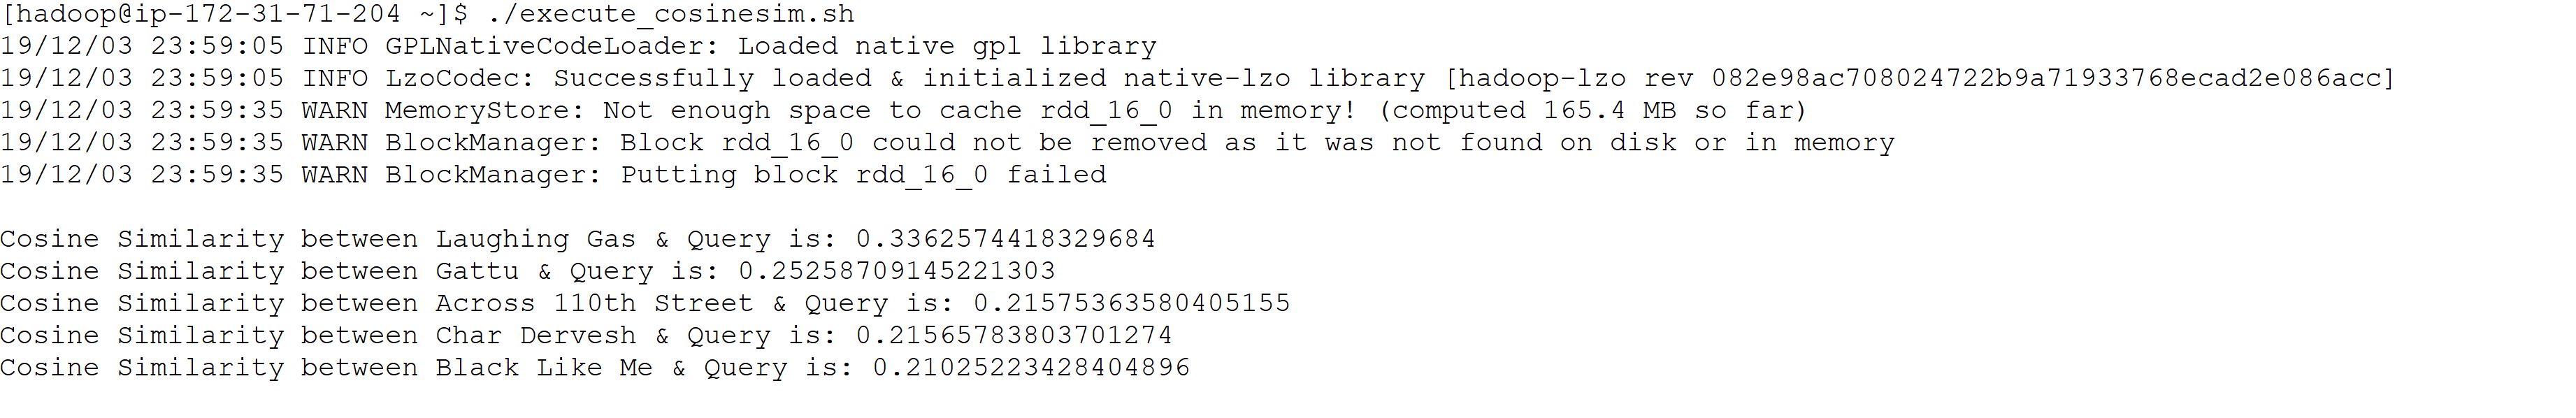 [hadoop@ip-172-31-71-204 ~]$ ./execute_cosinesim.sh
19/12/03 23:59:05 INFO GPLNativeCodeLoader: Loaded native gpl library
19/12/03 23:59:05 INFO LzoCodec: Successfully loaded & initialized native-lzo library [hadoop-lzo rev 082e98ac708024722b9a71933768ecad2e086acc]
19/12/03 23:59:35 WARN MemoryStore: Not enough space to cache rdd_16_0 in memory! (computed 165.4 MB so far)
19/12/03 23:59:35 WARN BlockManager: Block rdd_16_0 could not be removed as it was not found on disk or in memory
19/12/03 23:59:35 WARN BlockManager: Putting block rdd_16_0 failed
Cosine Similarity between Laughing Gas & Query is: 0.3362574418329684
Cosine Similarity between Gattu & Query is: 0.25258709145221303
Cosine Similarity between Across 110th Street & Query is: 0.21575363580405155
Cosine Similarity between Char Dervesh & Query is: 0.21565783803701274
Cosine Similarity between Black Like Me & Query is: 0.21025223428404896